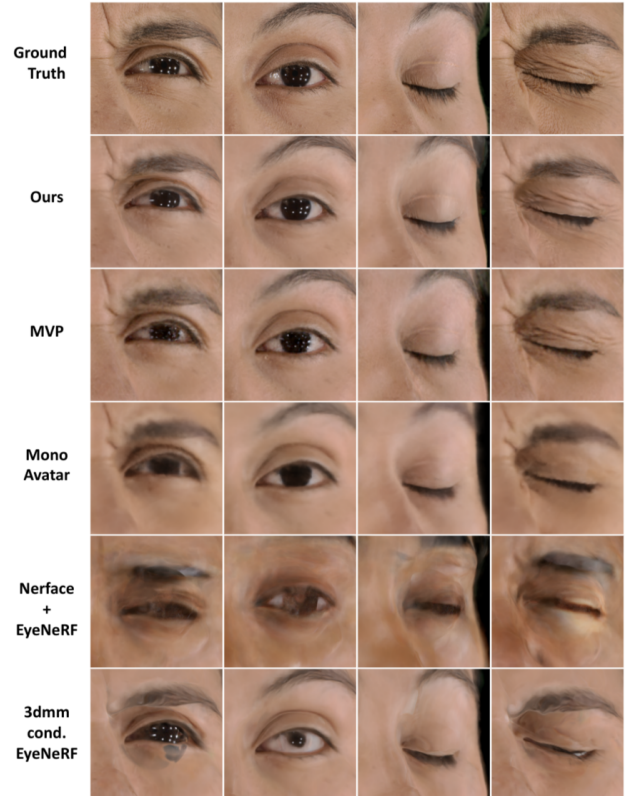 Ground
Truth
Ours
MVP
Mono
Avatar
Nerface
+
EyeNeRF
3dmm
cond.
EyeNeRF